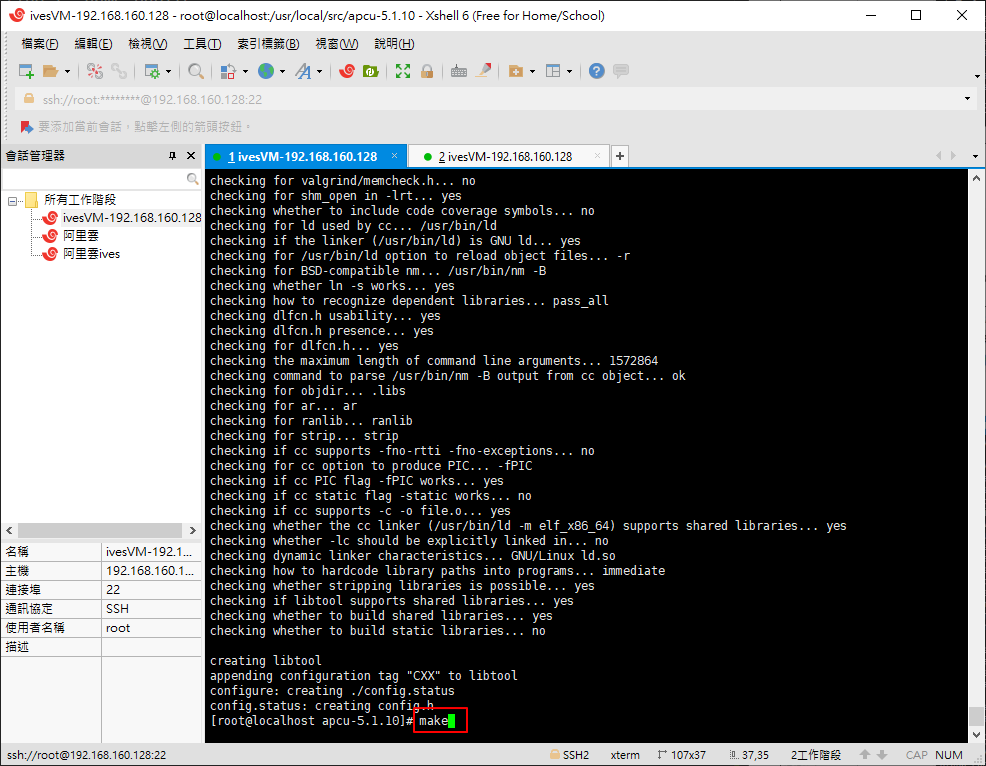 ivesVM-192.168.160.128 - root@localhost:/usr/local/src/apcu-5.1.10 - Xshell 6 (Free for Home/School)
檔案(F) 編輯(E) 檢視(V) 工具(T) 索引標籤(B) 視窗(W) 說明(H)
ssh://root:********@192.168.160.128:22
要添加當前會話，點擊左側的箭頭按鈕。
會話管理器
1 ivesVM-192.168.160.128
2 ivesVM-192.168.160.128
所有工作階段
ivesVM-192.168.160.128
阿里雲
阿里雲ives
名稱 ivesVM-192.1...
主機 192.168.160.1...
連接埠 22
通訊協定 SSH
使用者名稱 root
描述
checking for valgrind/memcheck.h... no
checking for shm_open in -lrt... yes
checking whether to include code coverage symbols... no
checking for ld used by cc... /usr/bin/ld
checking if the linker (/usr/bin/ld) is GNU ld... yes
checking for /usr/bin/ld option to reload object files... -r
checking for BSD-compatible nm... /usr/bin/nm -B
checking whether ln -s works... yes
checking how to recognize dependent libraries... pass_all
checking dlfcn.h usability... yes
checking dlfcn.h presence... yes
checking for dlfcn.h... yes
checking the maximum length of command line arguments... 1572864
checking command to parse /usr/bin/nm -B output from cc object... ok
checking for objdir... .libs
checking for ar... ar
checking for ranlib... ranlib
checking for strip... strip
checking if cc supports -fno-rtti -fno-exceptions... no
checking for cc option to produce PIC... -fPIC
checking if cc PIC flag -fPIC works... yes
checking if cc static flag -static works... no
checking if cc supports -c -o file.o... yes
checking whether the cc linker (/usr/bin/ld -m elf_x86_64) supports shared libraries... yes
checking whether -lc should be explicitly linked in... no
checking dynamic linker characteristics... GNU/Linux ld.so
checking how to hardcode library paths into programs... immediate
checking whether stripping libraries is possible... yes
checking if libtool supports shared libraries... yes
checking whether to build shared libraries... yes
checking whether to build static libraries... no
creating libtool
appending configuration tag "CXX" to libtool
configure: creating ./config.status
config.status: creating config.h
[root@localhost apcu-5.1.10]# make
ssh://root@192.168.160.128:22 SSH2 xterm 107x37 37,35 2工作階段 CAP NUM